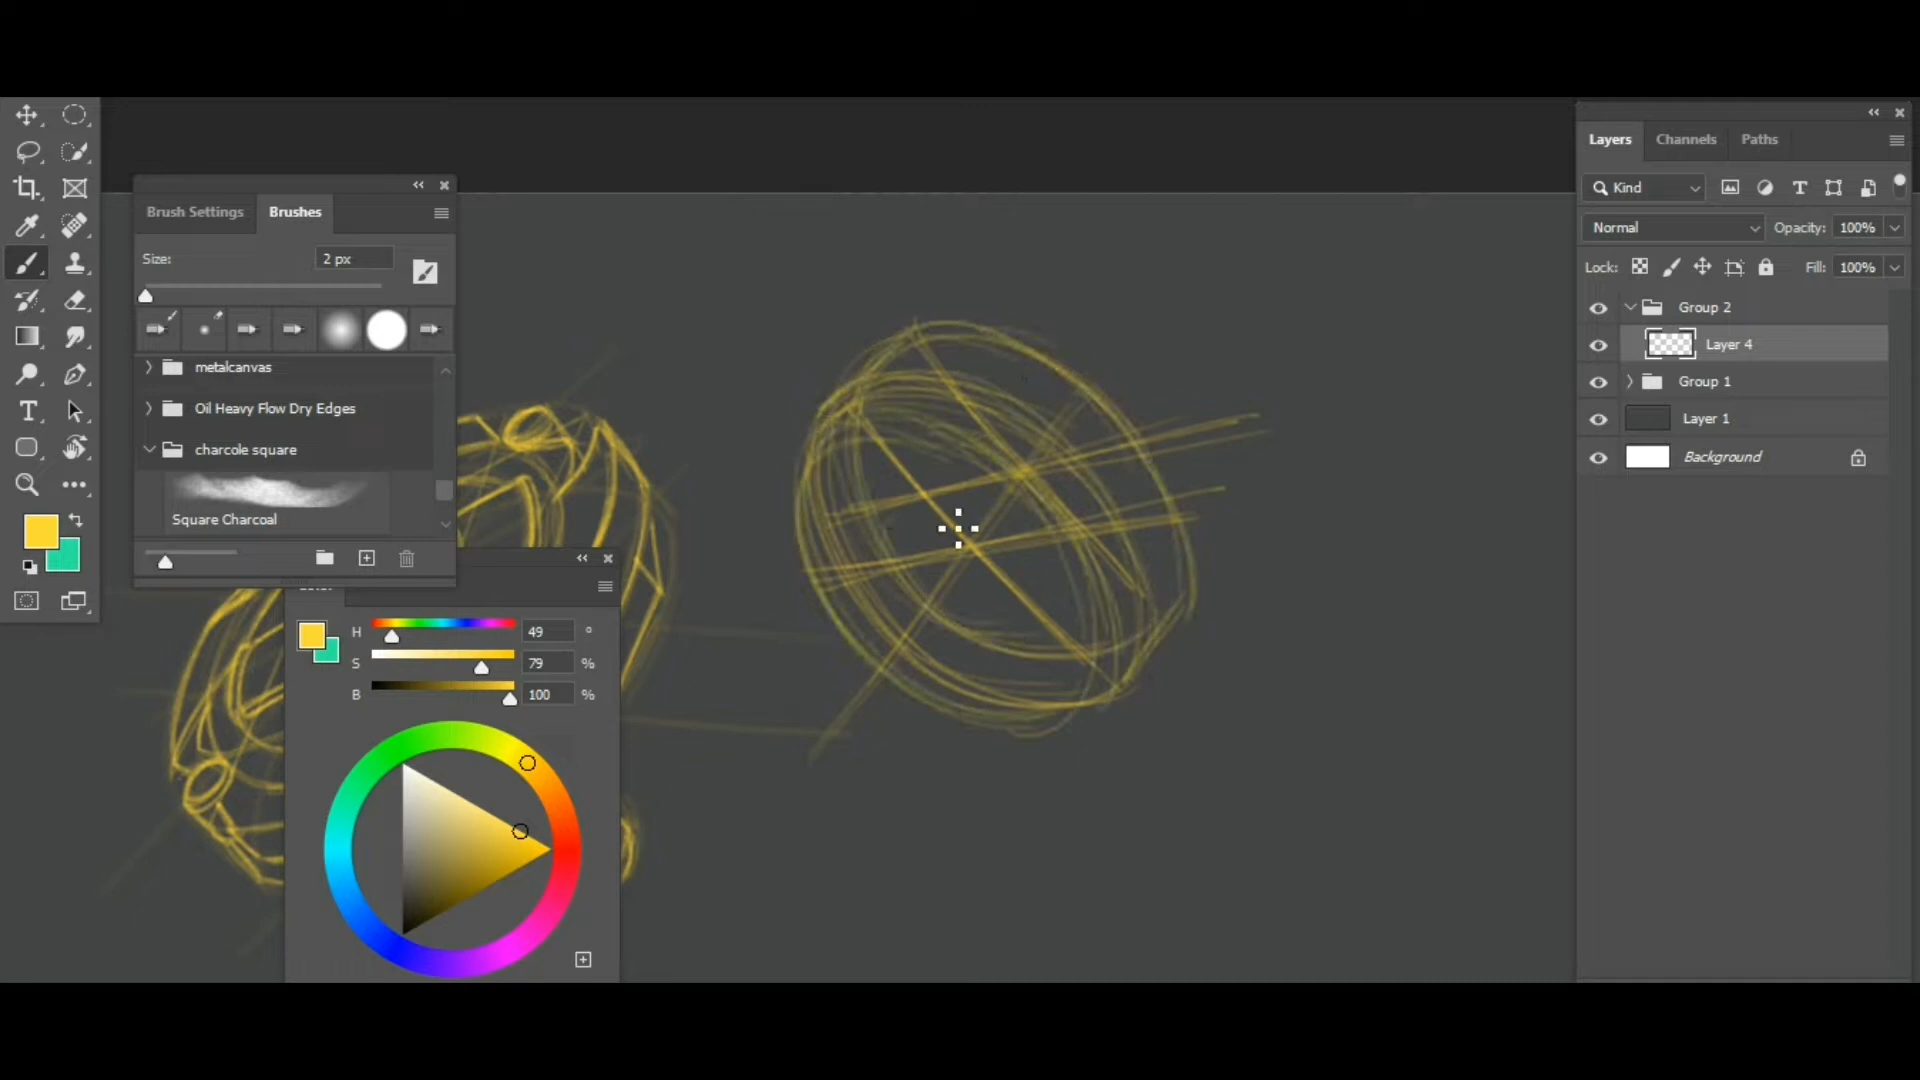 Brush Settings
Brushes
Size:
2 px
metalcanvas
Oil Heavy Flow Dry Edges
charcole square
Square Charcoal
H
49
°
S
79
%
B
100
%
Layers
Channels
Paths
Kind
Normal
Opacity:
100%
Lock:
Fill:
100%
Group 2
Layer 4
Group 1
Layer 1
Background